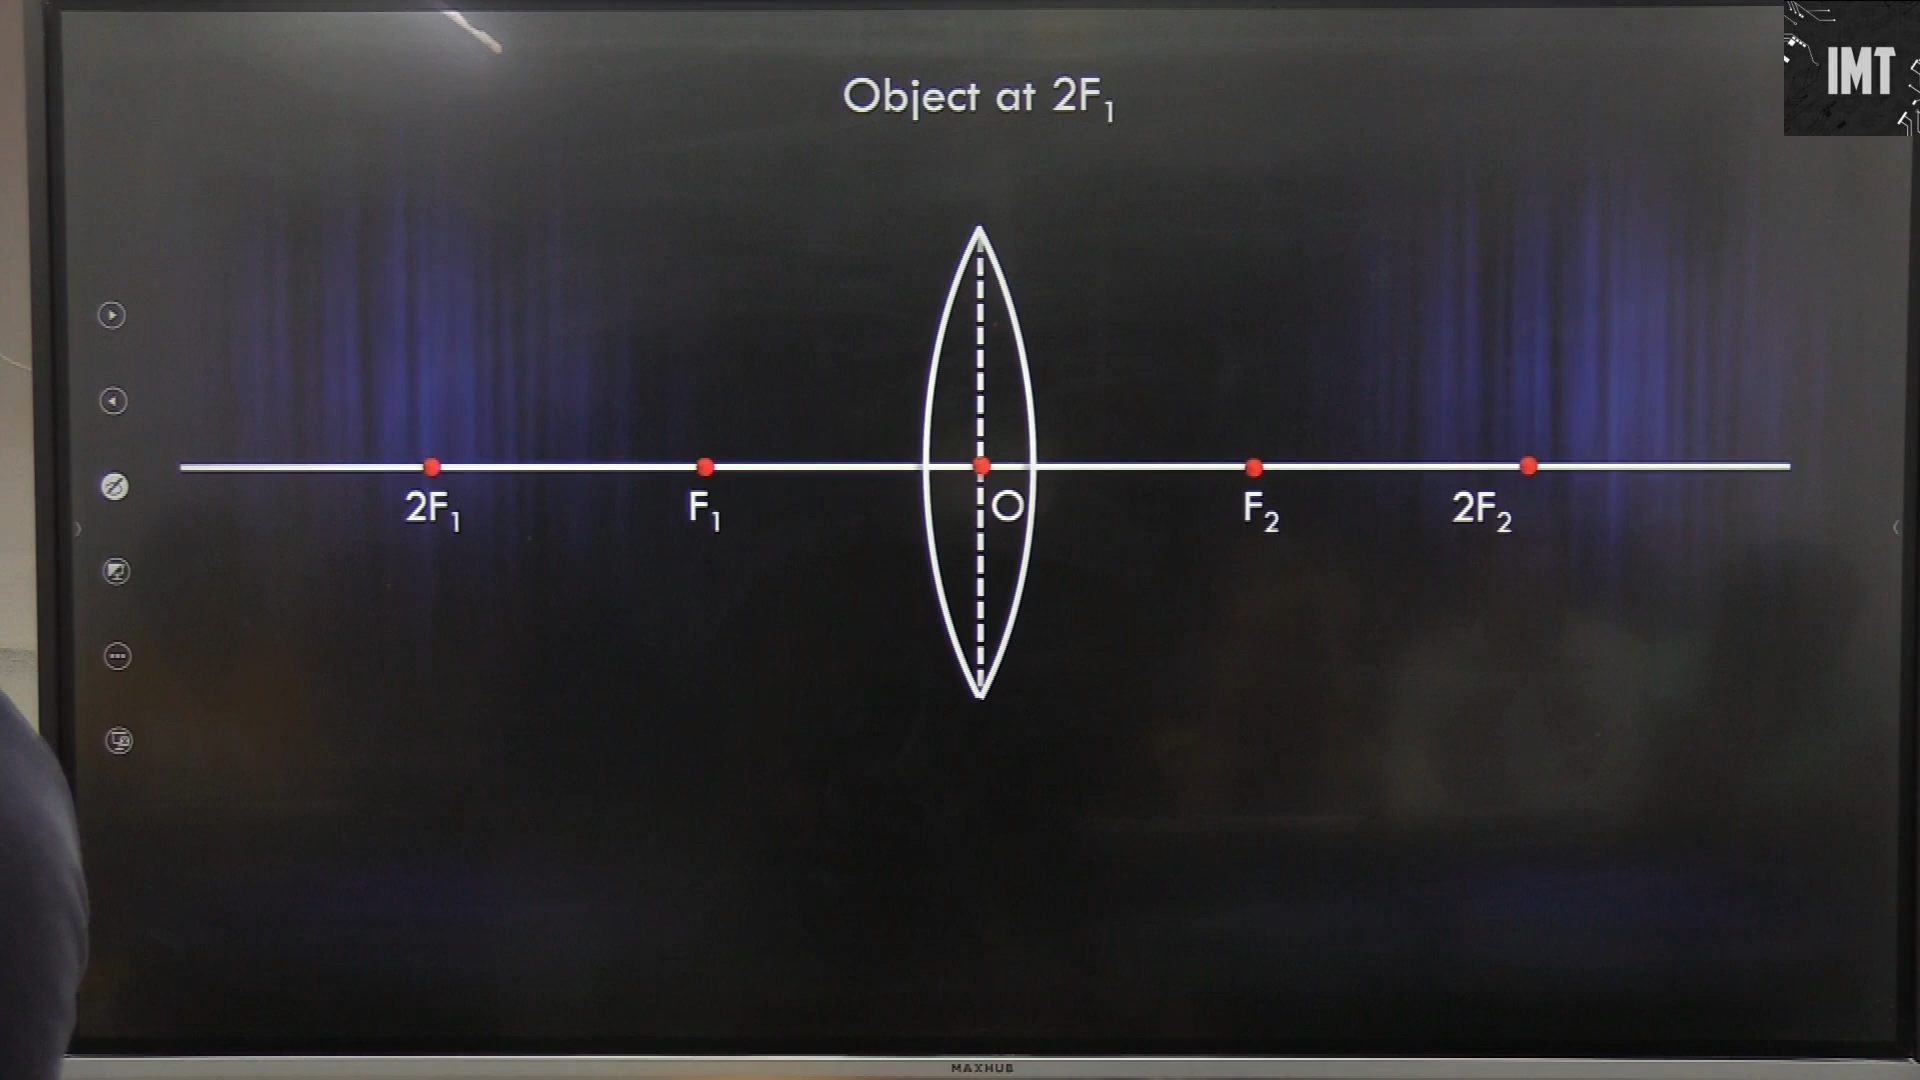 IMT
Object at 2F₁
2F₁ F₁ O F₂ 2F₂
MAXHUB